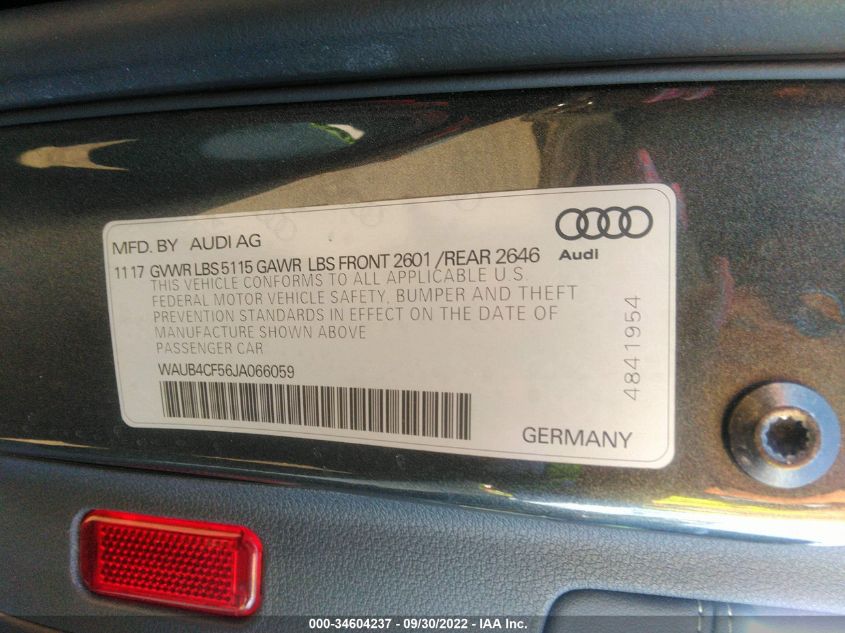 MFD. BY AUDI AG
Audi
11 17 GVWR LBS 5115 GAWR LBS FRONT 2601 /REAR 2646
THIS VEHICLE CONFORMS TO ALL APPLICABLE U.S.
FEDERAL MOTOR VEHICLE SAFETY, BUMPER AND THEFT
PREVENTION STANDARDS IN EFFECT ON THE DATE OF
MANUFACTURE SHOWN ABOVE
PASSENGER CAR
WAUB4CF56JA066059
4841954
GERMANY
000-34604237 - 09/30/2022 - IAA Inc.